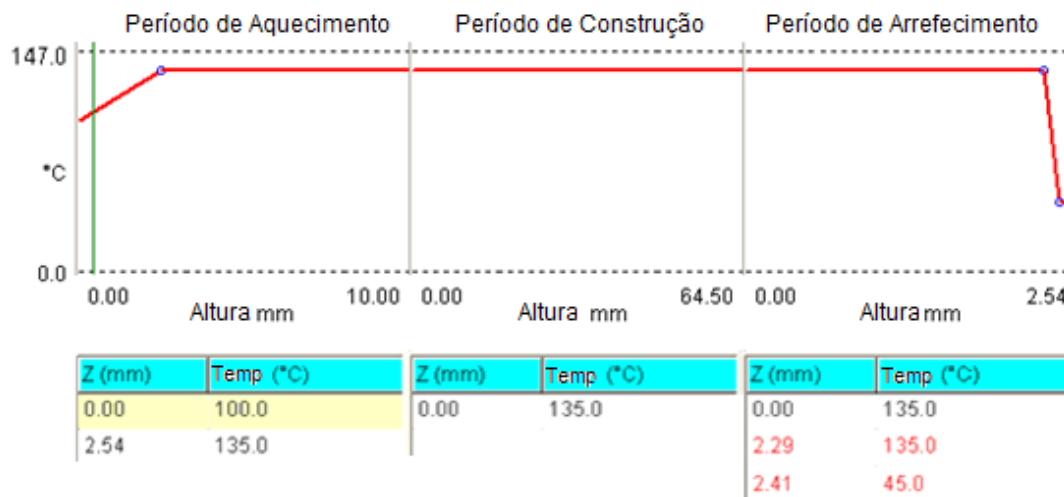 Período de Aquecimento Período de Construção Período de Arrefecimento
147.0
°C
0.0
0.00 10.00 0.00 64.50 0.00 2.54
Altura mm Altura mm Altura mm
Z (mm) Temp (°C) Z (mm) Temp (°C) Z (mm) Temp (°C)
0.00 100.0 0.00 135.0 0.00 135.0
2.54 135.0 2.29 135.0
2.41 45.0